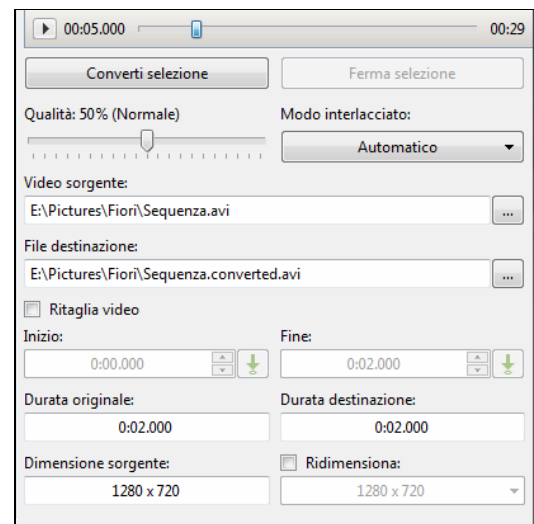 00:05.000 00:29
Converti selezione Ferma selezione
Qualità: 50% (Normale) Modo interlacciato:
Automatico
Video sorgente:
E:\Pictures\Fiori\Sequenza.avi ...
File destinazione:
E:\Pictures\Fiori\Sequenza.converted.avi ...
Ritaglia video
Inizio: Fine:
0:00.000 0:02.000
Durata originale: Durata destinazione:
0:02.000 0:02.000
Dimensione sorgente: Ridimensiona:
1280 x 720 1280 x 720